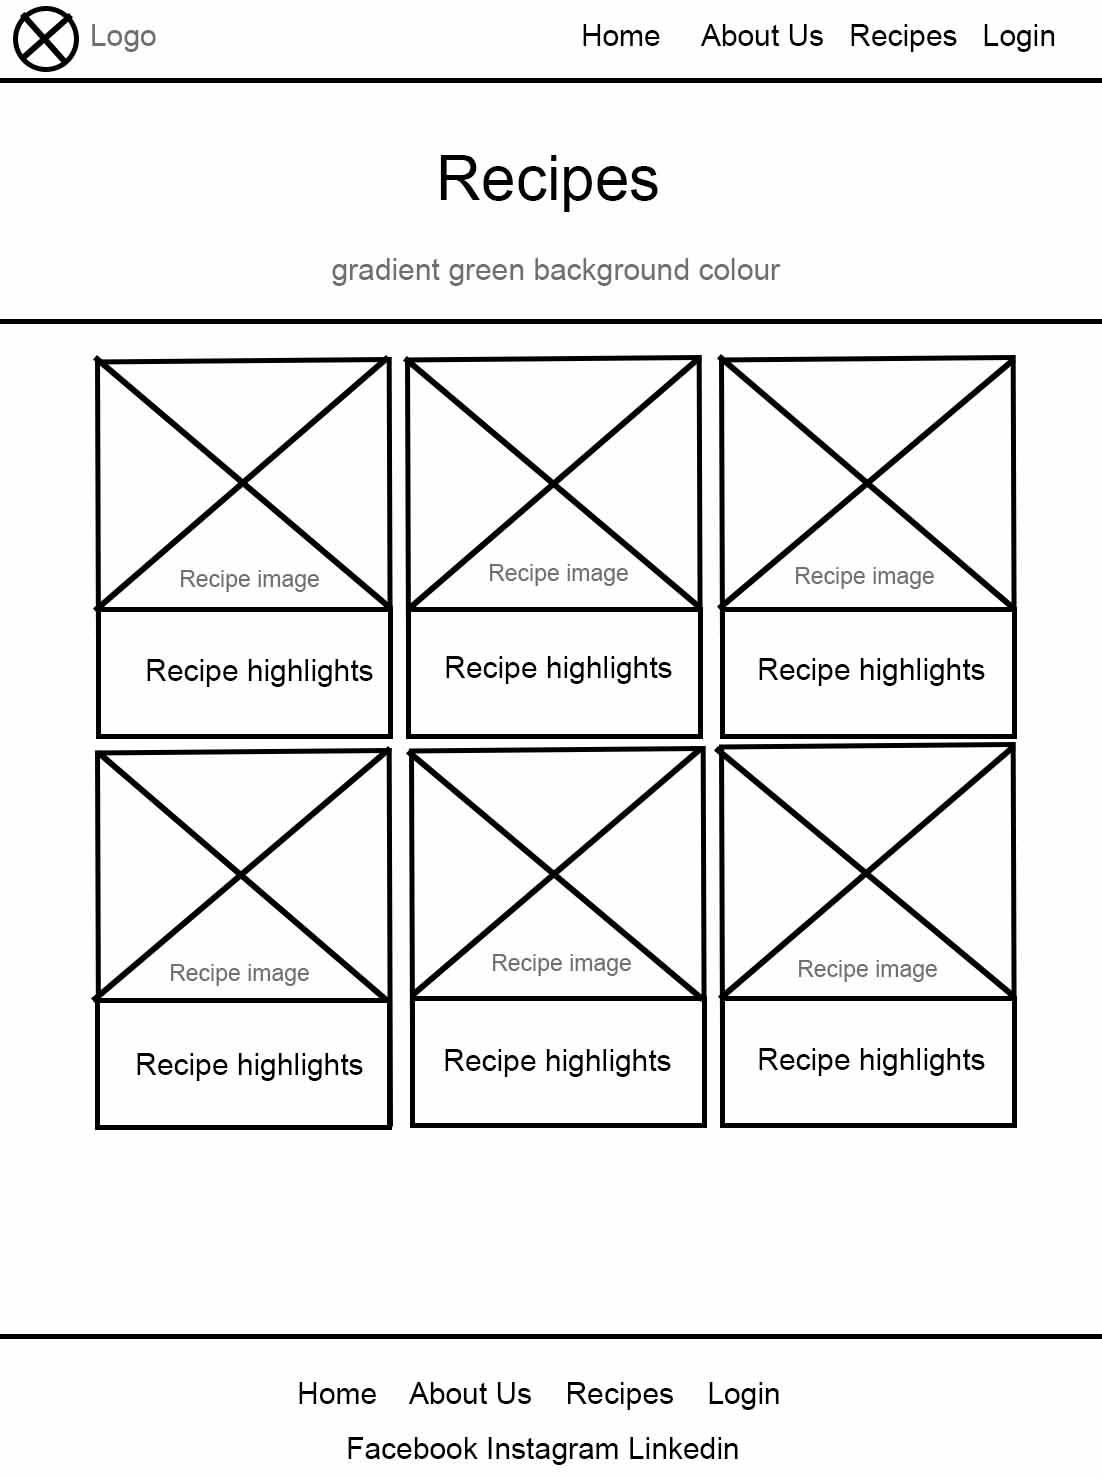 Logo
Home About Us Recipes Login
Recipes
gradient green background colour
Recipe image Recipe image Recipe image
Recipe highlights Recipe highlights Recipe highlights
Recipe image Recipe image Recipe image
Recipe highlights Recipe highlights Recipe highlights
Home About Us Recipes Login
Facebook Instagram Linkedin